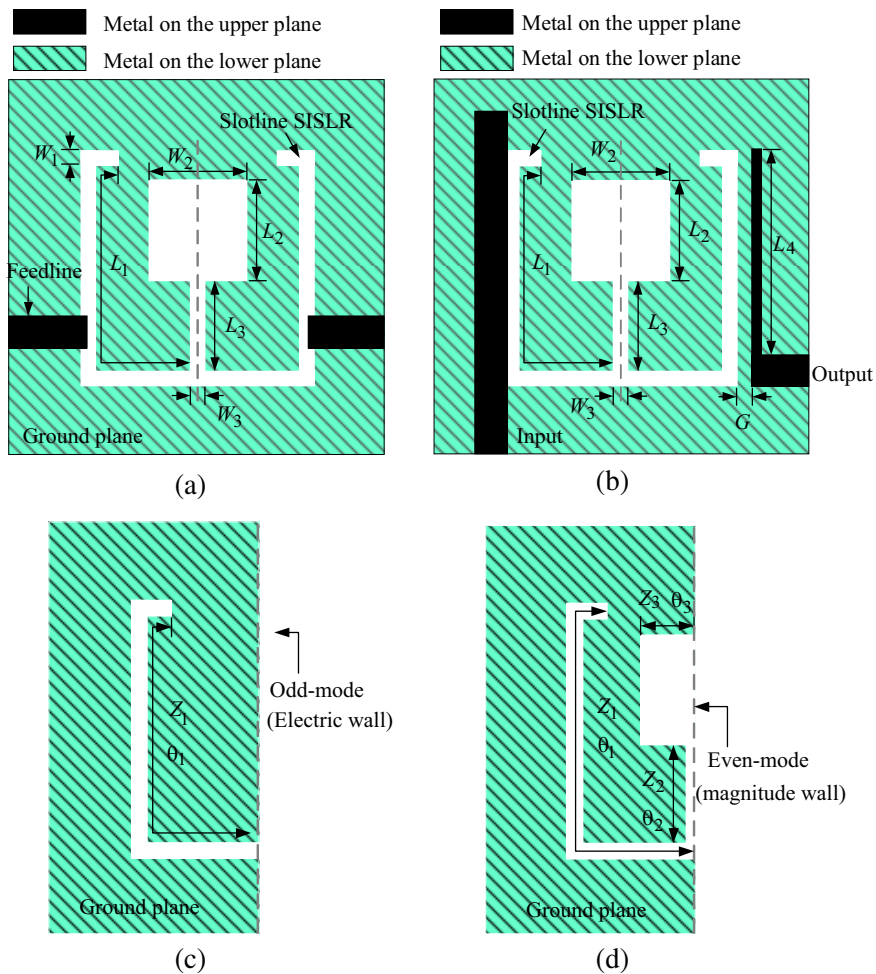 Metal on the upper plane
Metal on the lower plane
Slotline SISLR
W1
W2
L1
L2
Feedline
L3
W3
Ground plane
(a)
Metal on the upper plane
Metal on the lower plane
Slotline SISLR
W2
L1
L2
L4
L3
Output
W3
G
Input
(b)
Z1
θ1
Odd-mode
(Electric wall)
Ground plane
(c)
Z3 θ3
Z1
θ1
Z2
θ2
Even-mode
(magnitude wall)
Ground plane
(d)